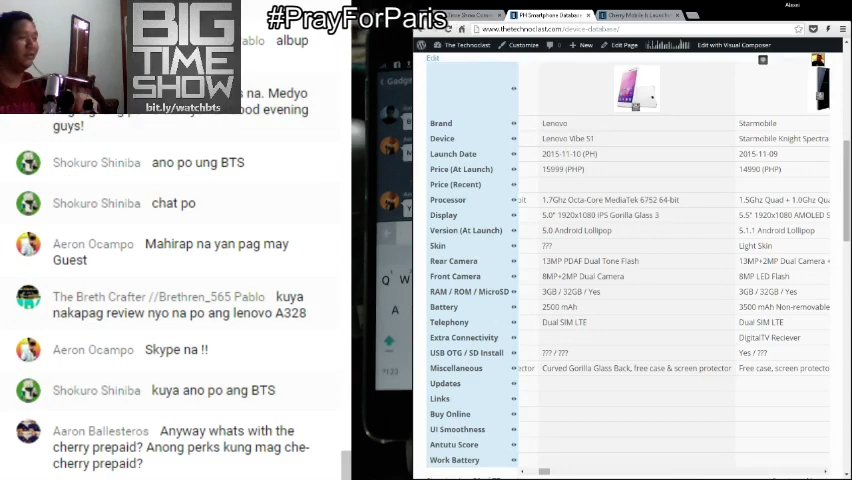 #PrayForParis
BIG
TIME
SHOW
bit.ly/watchbts
Pablo albup
s na. Medyo
ood evening
guys!
Shokuro Shiniba ano po ung BTS
Shokuro Shiniba chat po
Aeron Ocampo Mahirap na yan pag may
Guest
The Breth Crafter //Brethren_565 Pablo kuya
nakapag review nyo na po ang lenovo A328
Aeron Ocampo Skype na !!
Shokuro Shiniba kuya ano po ang BTS
Aaron Ballesteros Anyway whats with the
cherry prepaid? Anong perks kung mag che-
cherry prepaid?
Gadge
Q W
A
?123
Alexei
Time Show Comm
PM Smartphone Database
Cherry Mobile & Launcher
www.thetechnoclast.com/device-database/
The Technoclast Customize 0 New Edit Page Edit with Visual Composer
Edit
Brand Lenovo Starmobile
Device Lenovo Vibe S1 Starmobile Knight Spectra
Launch Date 2015-11-10 (PH) 2015-11-09
Price (At Launch) 15999 (PHP) 14990 (PHP)
Price (Recent)
Processor bit 1.7Ghz Octa-Core MediaTek 6752 64-bit 1.5Ghz Quad + 1.0Ghz Qu
Display 5.0" 1920x1080 IPS Gorilla Glass 3 5.5" 1920x1080 AMOLED S
Version (At Launch) 5.0 Android Lollipop 5.1.1 Android Lollipop
Skin ??? Light Skin
Rear Camera 13MP PDAF Dual Tone Flash 13MP+2MP Dual Camera +
Front Camera 8MP+2MP Dual Camera 8MP LED Flash
RAM / ROM / MicroSD 3GB / 32GB / Yes 3GB / 32GB / Yes
Battery 2500 mAh 3500 mAh Non-removable
Telephony Dual SIM LTE Dual SIM LTE
Extra Connectivity DigitalTV Reciever
USB OTG / SD Install ??? / ??? Yes / ???
Miscellaneous ector Curved Gorilla Glass Back, free case & screen protector Free case, screen protecto
Updates
Links
Buy Online
UI Smoothness
Antutu Score
Work Battery